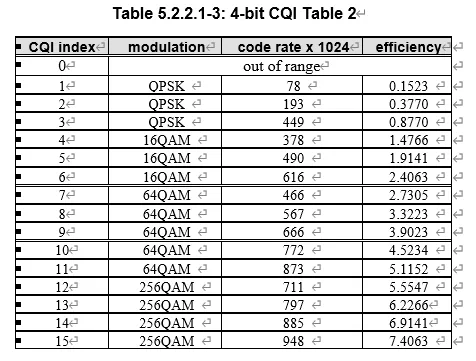 Table 5.2.2.1-3: 4-bit CQI Table 2
CQI index modulation code rate x 1024 efficiency
0 out of range
1 QPSK 78 0.1523
2 QPSK 193 0.3770
3 QPSK 449 0.8770
4 16QAM 378 1.4766
5 16QAM 490 1.9141
6 16QAM 616 2.4063
7 64QAM 466 2.7305
8 64QAM 567 3.3223
9 64QAM 666 3.9023
10 64QAM 772 4.5234
11 64QAM 873 5.1152
12 256QAM 711 5.5547
13 256QAM 797 6.2266
14 256QAM 885 6.9141
15 256QAM 948 7.4063